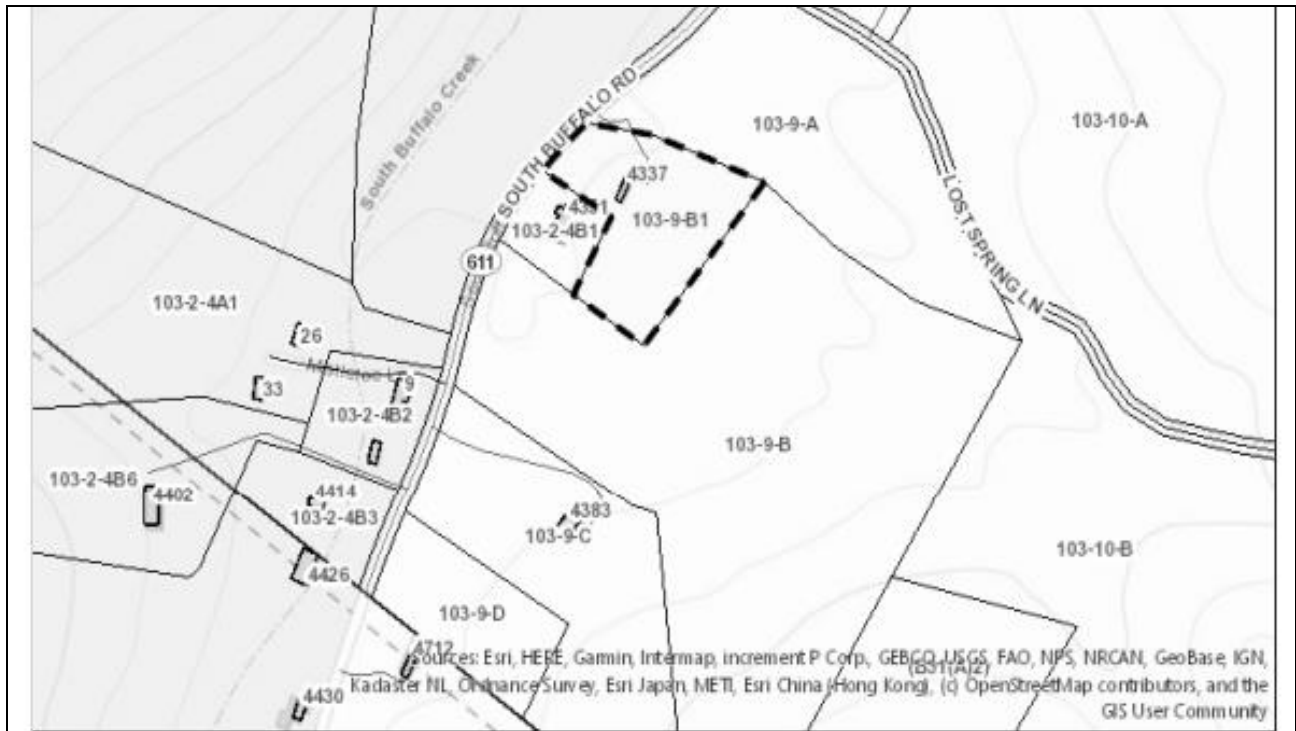 SOUTH BUFFALO RD
South Buffalo Creek
103-9-A
103-10-A
4337
LOST SPRING LN
103-9-B1
103-2-4B1
611
103-2-4A1
26
33
9
103-2-4B2
103-9-B
103-2-4B6
4402
4414
103-2-4B3
4383
103-9-C
103-10-B
4426
103-9-D
4712
4430
(B31(A)2)
Sources: Esri, HERE, Garmin, Intermap, increment P Corp., GEBCO, USGS, FAO, NPS, NRCAN, GeoBase, IGN,
Kadaster NL, Ordnance Survey, Esri Japan, METI, Esri China (Hong Kong), (c) OpenStreetMap contributors, and the
GIS User Community